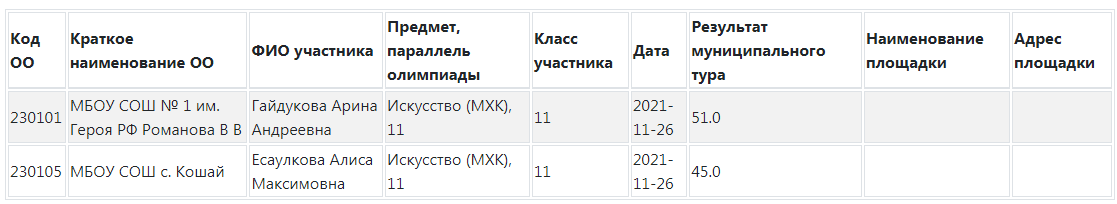 Код ОО
Краткое наименование ОО
ФИО участника
Предмет, параллель олимпиады
Класс участника
Дата
Результат муниципального тура
Наименование площадки
Адрес площадки
230101
МБОУ СОШ № 1 им. Героя РФ Романова В В
Гайдукова Арина Андреевна
Искусство (МХК), 11
11
2021-11-26
51.0
230105
МБОУ СОШ с. Кошай
Есаулкова Алиса Максимовна
Искусство (МХК), 11
11
2021-11-26
45.0